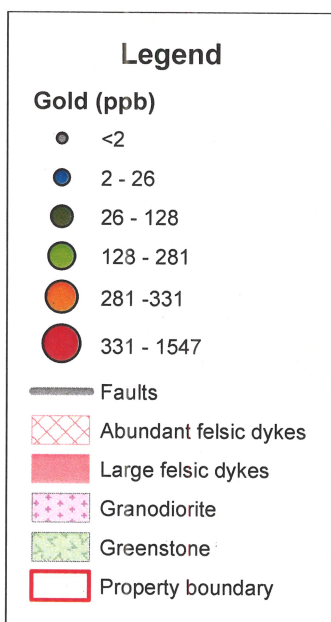 Legend
Gold (ppb)
<2
2 - 26
26 - 128
128 - 281
281 -331
331 - 1547
Faults
Abundant felsic dykes
Large felsic dykes
Granodiorite
Greenstone
Property boundary